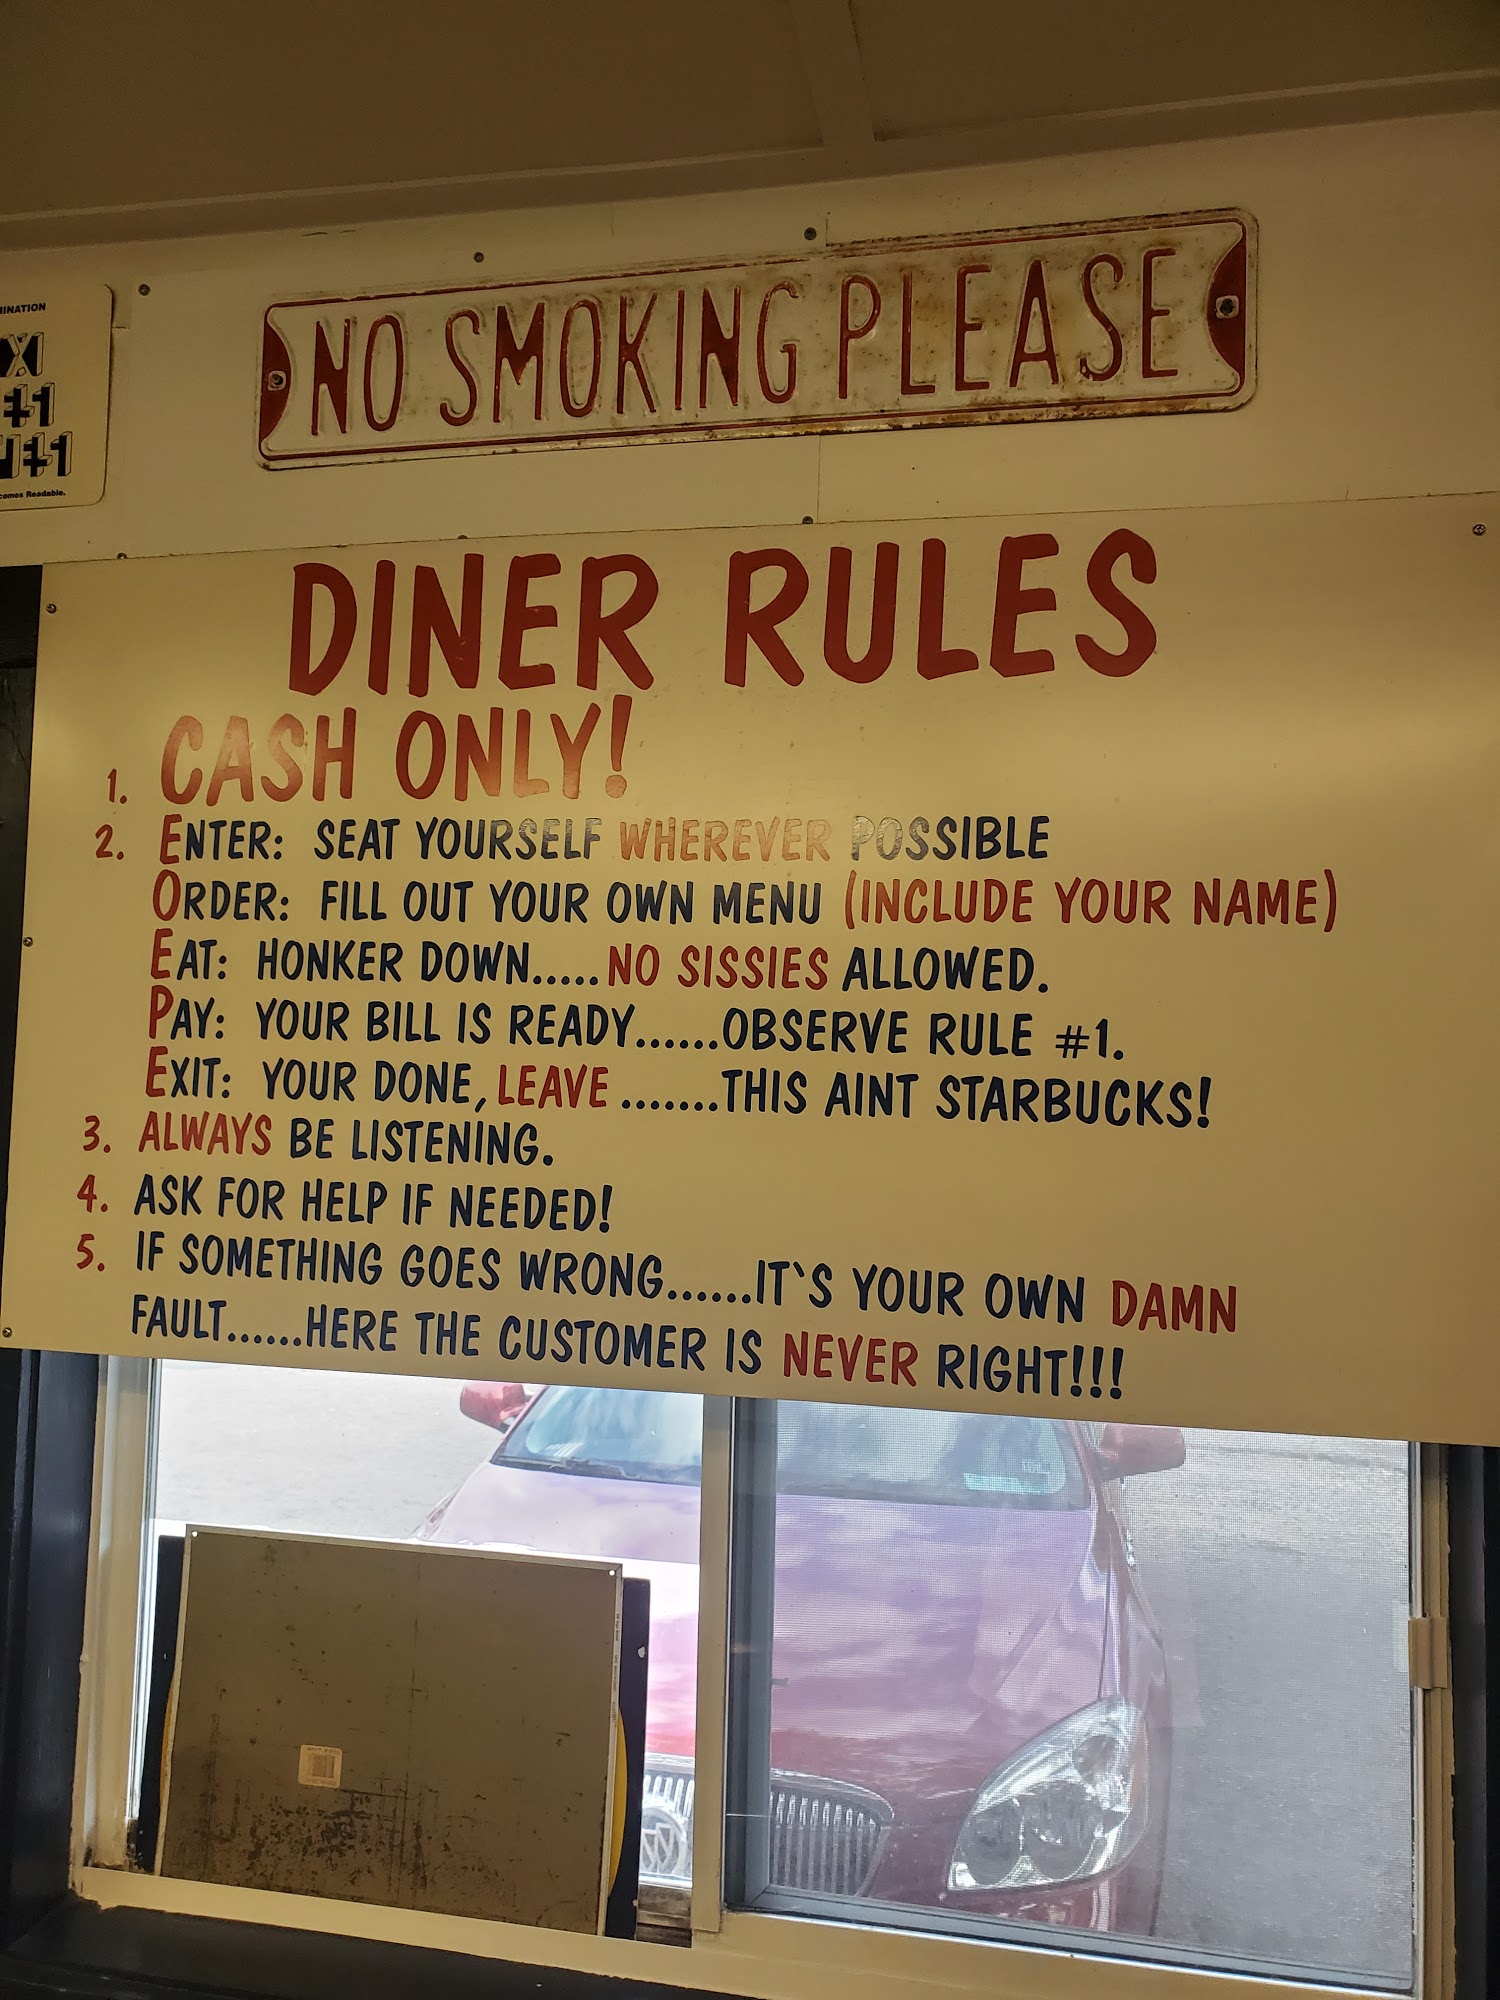 NO SMOKING PLEASE
DINER RULES
1. CASH ONLY!
2. ENTER: SEAT YOURSELF WHEREVER POSSIBLE
ORDER: FILL OUT YOUR OWN MENU (INCLUDE YOUR NAME)
EAT: HONKER DOWN.....NO SISSIES ALLOWED.
PAY: YOUR BILL IS READY......OBSERVE RULE #1.
EXIT: YOUR DONE, LEAVE.......THIS AINT STARBUCKS!
3. ALWAYS BE LISTENING.
4. ASK FOR HELP IF NEEDED!
5. IF SOMETHING GOES WRONG......IT`S YOUR OWN DAMN
FAULT......HERE THE CUSTOMER IS NEVER RIGHT!!!
Readable.